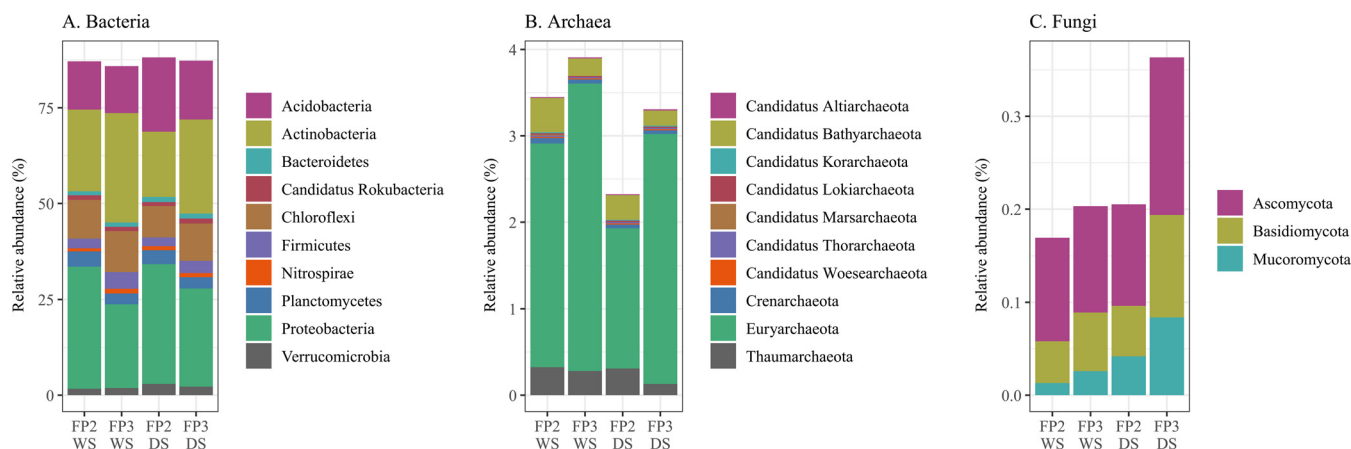 A. Bacteria
Relative abundance (%)
75
50
25
0
FP2 WS
FP3 WS
FP2 DS
FP3 DS
Acidobacteria
Actinobacteria
Bacteroidetes
Candidatus Rokubacteria
Chloroflexi
Firmicutes
Nitrospirae
Planctomycetes
Proteobacteria
Verrucomicrobia
B. Archaea
Relative abundance (%)
4
3
2
1
0
FP2 WS
FP3 WS
FP2 DS
FP3 DS
Candidatus Altiarchaeota
Candidatus Bathyarchaeota
Candidatus Korarchaeota
Candidatus Lokiarchaeota
Candidatus Marsarchaeota
Candidatus Thorarchaeota
Candidatus Woesearchaeota
Crenarchaeota
Euryarchaeota
Thaumarchaeota
C. Fungi
Relative abundance (%)
0.3
0.2
0.1
0.0
FP2 WS
FP3 WS
FP2 DS
FP3 DS
Ascomycota
Basidiomycota
Mucoromycota